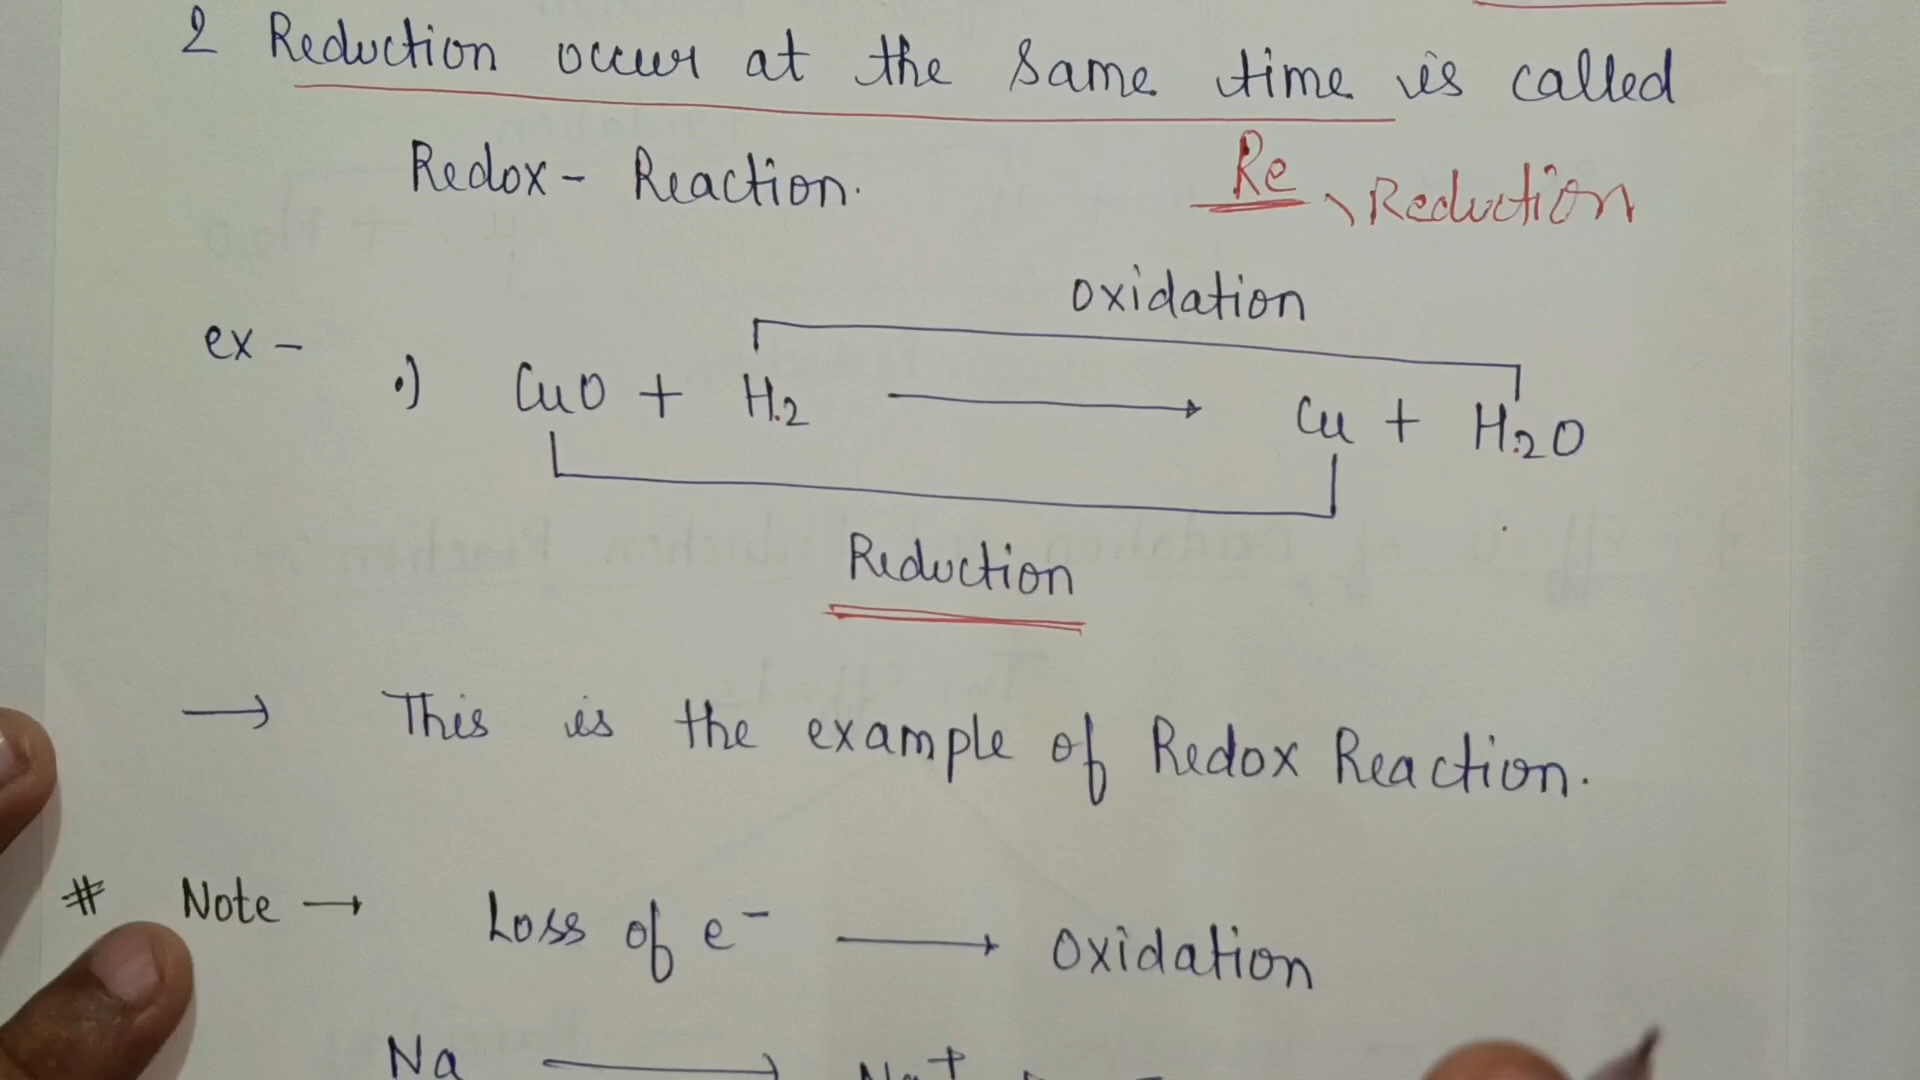 & Reduction occur at the same time is called
Redox - Reaction.
Re
Reduction
oxidation
ex -
•) CuO + H2 → Cu + H2O
Reduction
→ This is the example of Redox Reaction.
# Note → Loss of e⁻ → oxidation
Na →